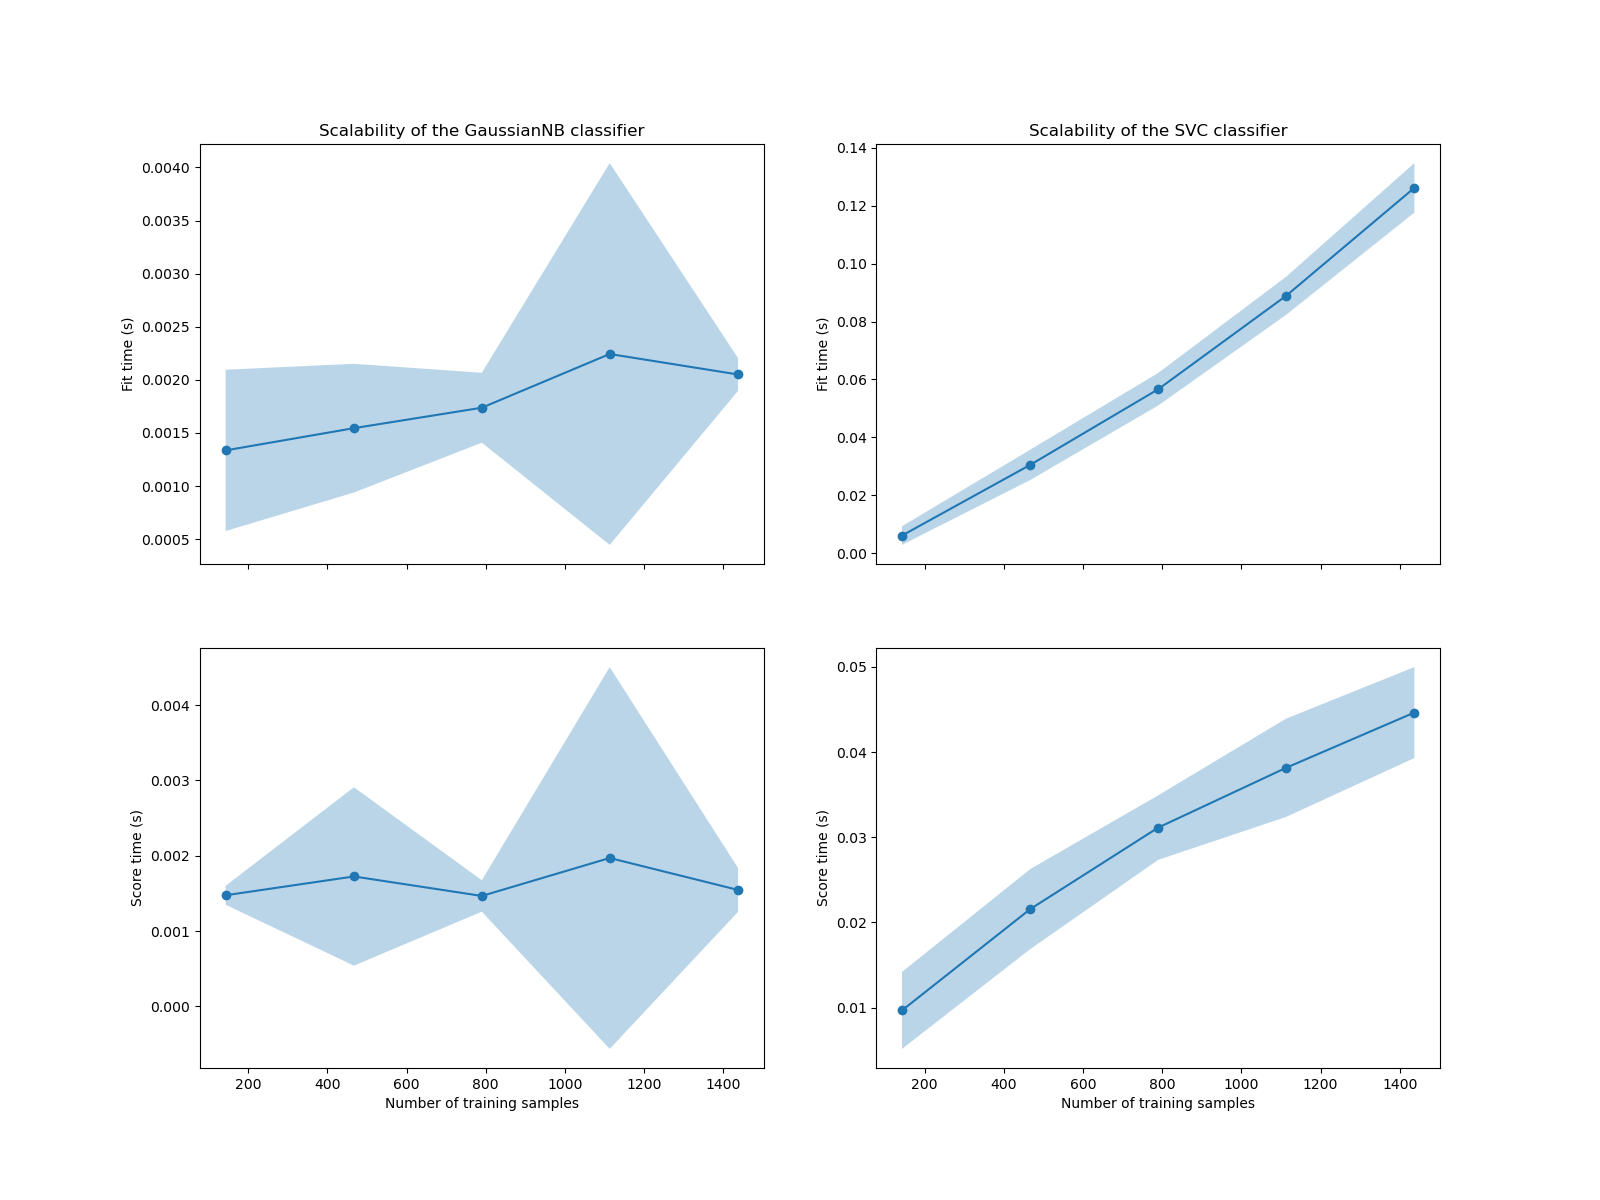 Scalability of the GaussianNB classifier
0.0040
0.0035
0.0030
0.0025
0.0020
0.0015
0.0010
0.0005
Fit time (s)
Scalability of the SVC classifier
0.14
0.12
0.10
0.08
0.06
0.04
0.02
0.00
Fit time (s)
0.004
0.003
0.002
0.001
0.000
Score time (s)
200 400 600 800 1000 1200 1400
Number of training samples
0.05
0.04
0.03
0.02
0.01
Score time (s)
200 400 600 800 1000 1200 1400
Number of training samples